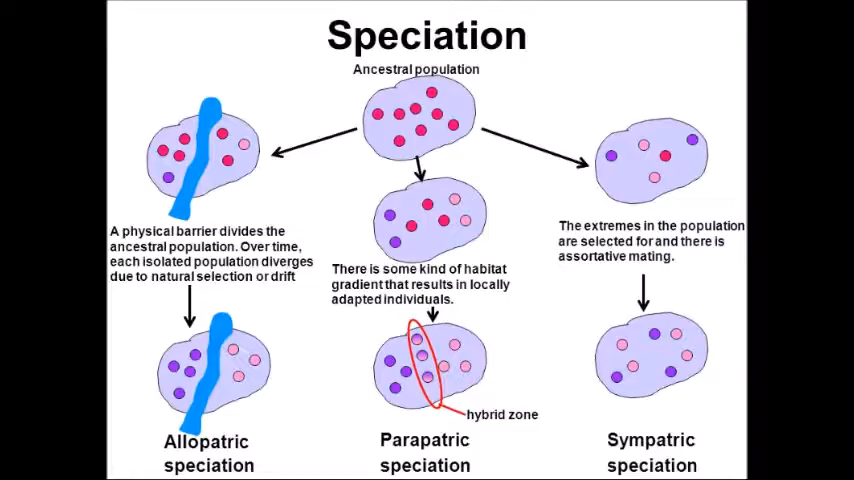 Speciation
Ancestral population
A physical barrier divides the
ancestral population. Over time,
each isolated population diverges
due to natural selection or drift
There is some kind of habitat
gradient that results in locally
adapted individuals.
The extremes in the population
are selected for and there is
assortative mating.
hybrid zone
Allopatric
speciation
Parapatric
speciation
Sympatric
speciation